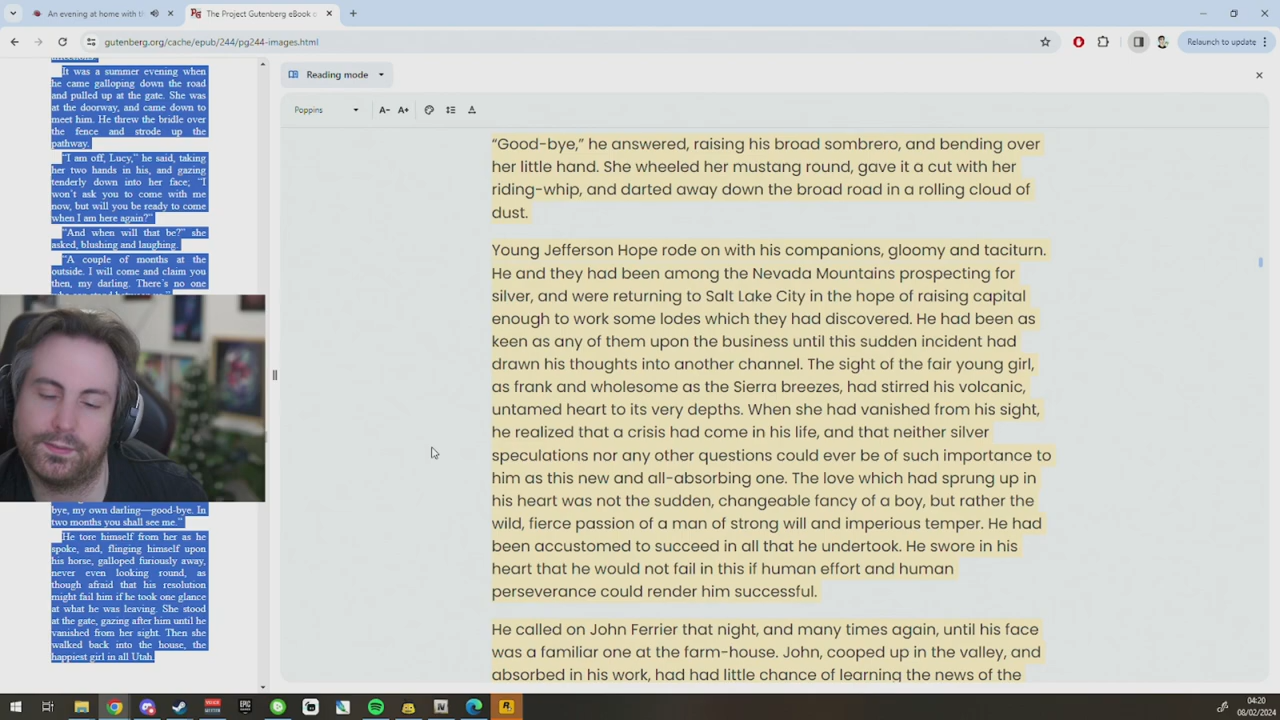 An evening at home with th
The Project Gutenberg eBook o
gutenberg.org/cache/epub/244/pg244-images.html
Relaunch to update
affections."
It was a summer evening when
he came galloping down the road
and pulled up at the gate. She was
at the doorway, and came down to
meet him. He threw the bridle over
the fence and strode up the
pathway.
"I am off, Lucy," he said, taking
her two hands in his, and gazing
tenderly down into her face; "I
won't ask you to come with me
now, but will you be ready to come
when I am here again?"
"And when will that be?" she
asked, blushing and laughing.
"A couple of months at the
outside. I will come and claim you
then, my darling. There's no one
bye, my own darling—good-bye. In
two months you shall see me."
He tore himself from her as he
spoke, and, flinging himself upon
his horse, galloped furiously away,
never even looking round, as
though afraid that his resolution
might fail him if he took one glance
at what he was leaving. She stood
at the gate, gazing after him until he
vanished from her sight. Then she
walked back into the house, the
happiest girl in all Utah.
Reading mode
Poppins
A- A+
“Good-bye,” he answered, raising his broad sombrero, and bending over
her little hand. She wheeled her mustang round, gave it a cut with her
riding-whip, and darted away down the broad road in a rolling cloud of
dust.
Young Jefferson Hope rode on with his companions, gloomy and taciturn.
He and they had been among the Nevada Mountains prospecting for
silver, and were returning to Salt Lake City in the hope of raising capital
enough to work some lodes which they had discovered. He had been as
keen as any of them upon the business until this sudden incident had
drawn his thoughts into another channel. The sight of the fair young girl,
as frank and wholesome as the Sierra breezes, had stirred his volcanic,
untamed heart to its very depths. When she had vanished from his sight,
he realized that a crisis had come in his life, and that neither silver
speculations nor any other questions could ever be of such importance to
him as this new and all-absorbing one. The love which had sprung up in
his heart was not the sudden, changeable fancy of a boy, but rather the
wild, fierce passion of a man of strong will and imperious temper. He had
been accustomed to succeed in all that he undertook. He swore in his
heart that he would not fail in this if human effort and human
perseverance could render him successful.
He called on John Ferrier that night, and many times again, until his face
was a familiar one at the farm-house. John, cooped up in the valley, and
absorbed in his work, had had little chance of learning the news of the
04:20
08/02/2024